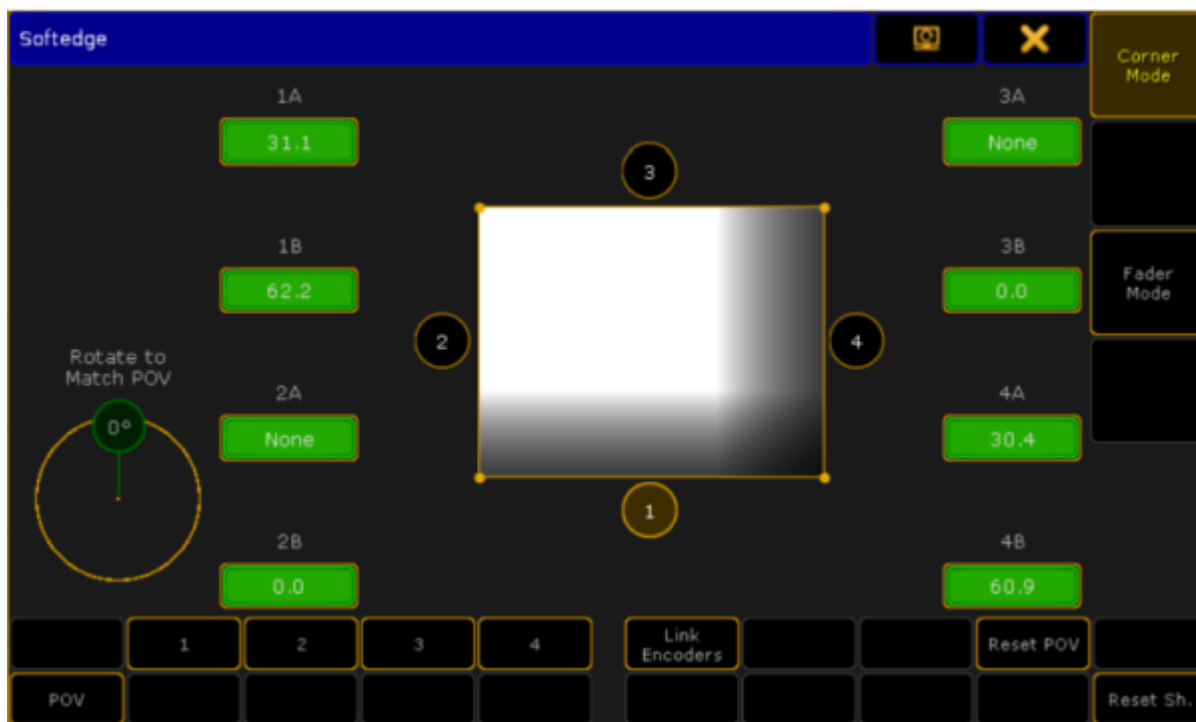 Softedge
Corner
Mode
1A
31.1
3A
None
3
1B
62.2
3B
0.0
Fader
Mode
2
4
Rotate to
Match POV
0°
2A
None
4A
30.4
1
2B
0.0
4B
60.9
1
2
3
4
Link
Encoders
Reset POV
POV
Reset Sh.